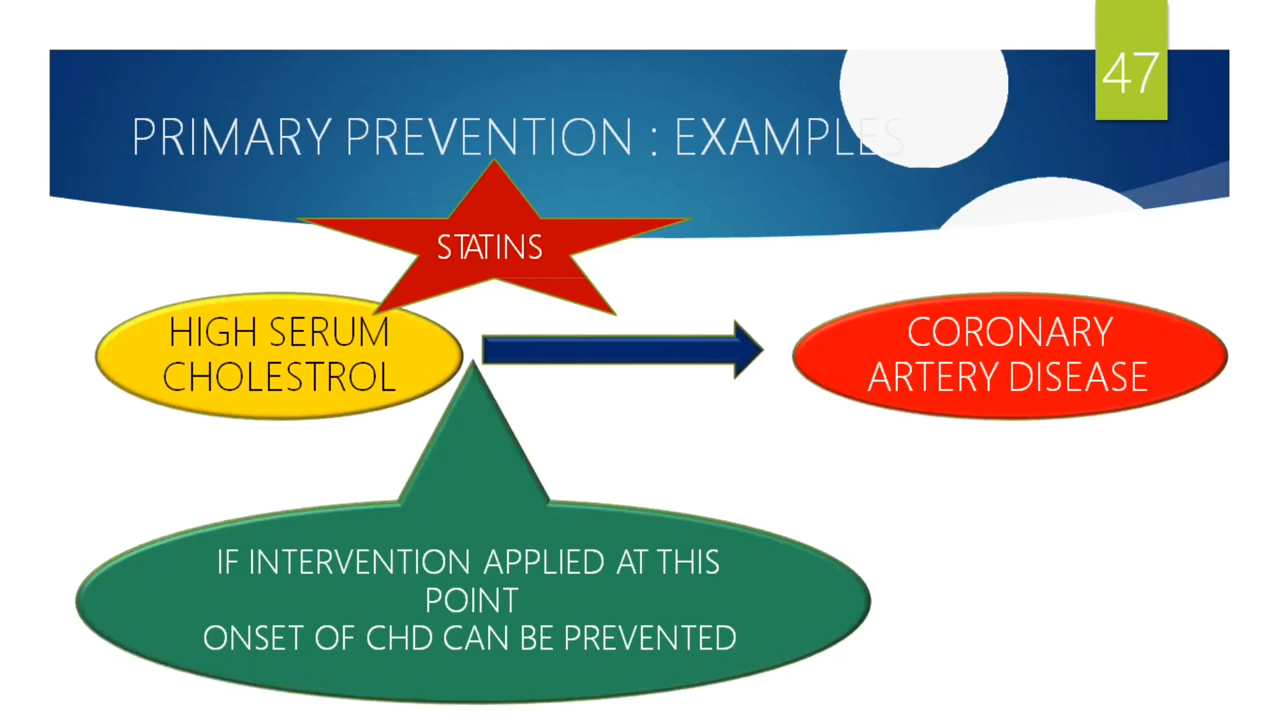 47
PRIMARY PREVENTION : EXAMPLES
STATINS
HIGH SERUM
CHOLESTROL
CORONARY
ARTERY DISEASE
IF INTERVENTION APPLIED AT THIS
POINT
ONSET OF CHD CAN BE PREVENTED